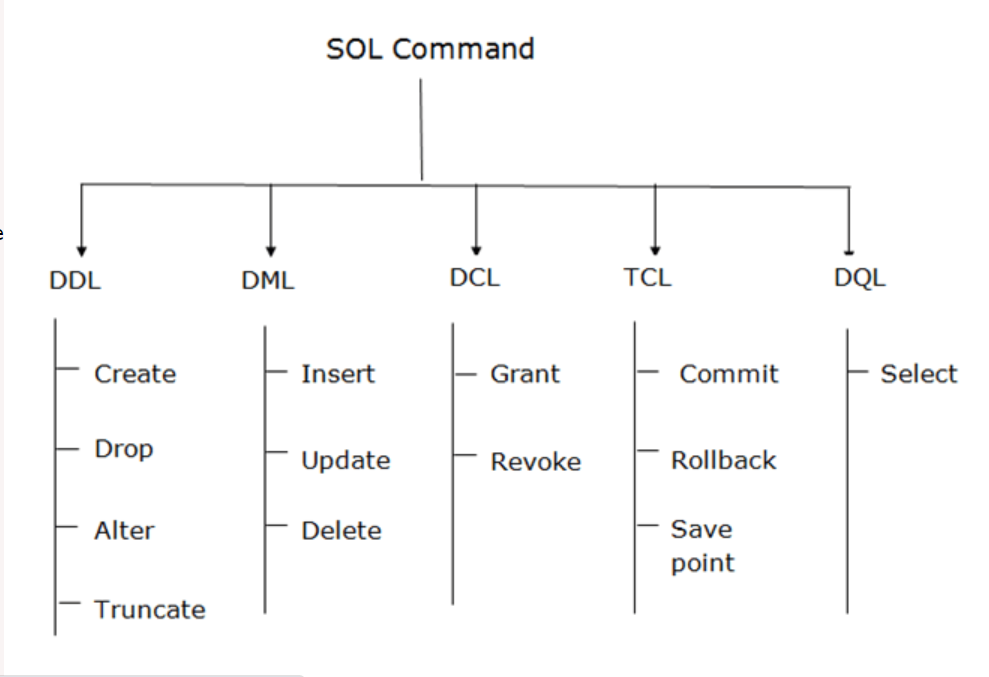 SOL Command
e
DDL
DML
DCL
TCL
DQL
Create
Insert
Grant
Commit
Select
Drop
Update
Revoke
Rollback
Alter
Delete
Save
point
Truncate